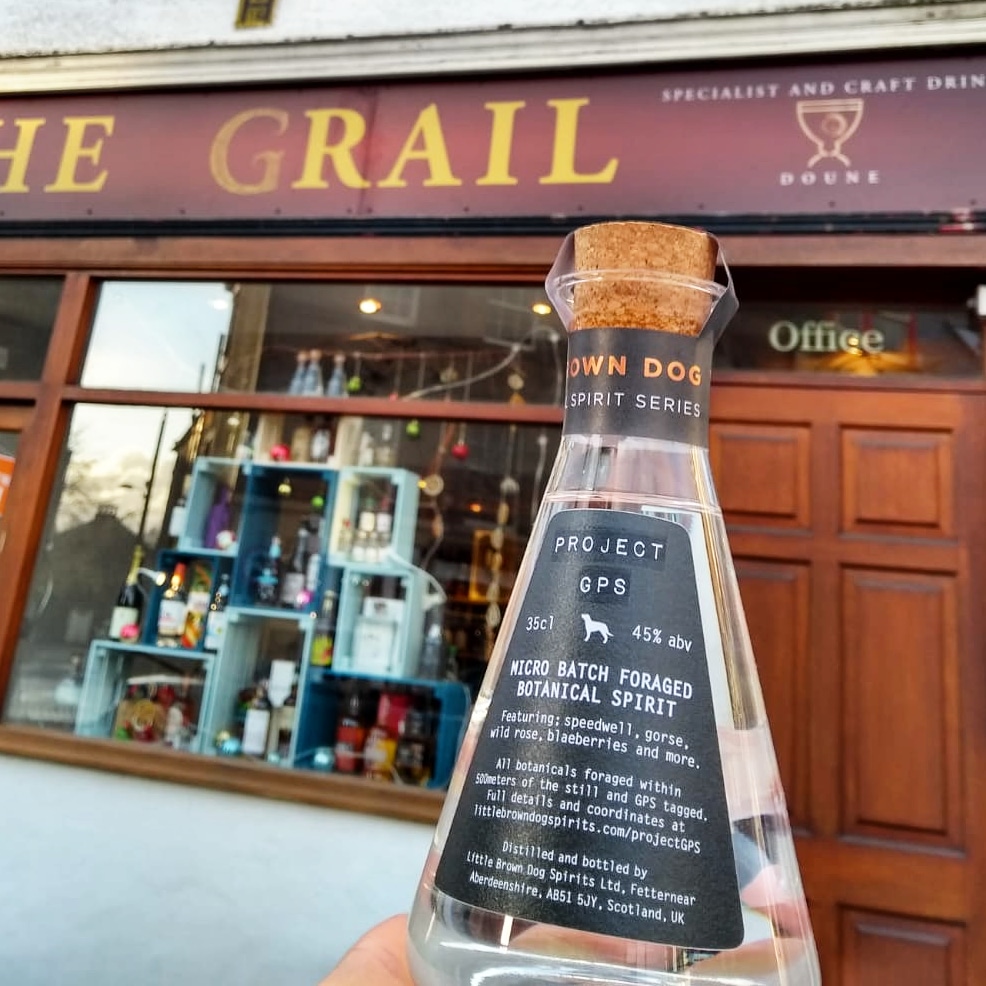 HE GRAIL
SPECIALIST AND CRAFT DRIN
DOUNE
Office
OWN DOG
SPIRIT SERIES
PROJECT
GPS
35cl 45% abv
MICRO BATCH FORAGED
BOTANICAL SPIRIT
Featuring: speedwell, gorse,
wild rose, blaeberries and more.
All botanicals foraged within
500meters of the still and GPS tagged.
Full details and coordinates at
littlebrowndogspirits.com/projectGPS
Distilled and bottled by
Little Brown Dog Spirits Ltd, Fetternear
Aberdeenshire, AB51 5JY, Scotland, UK